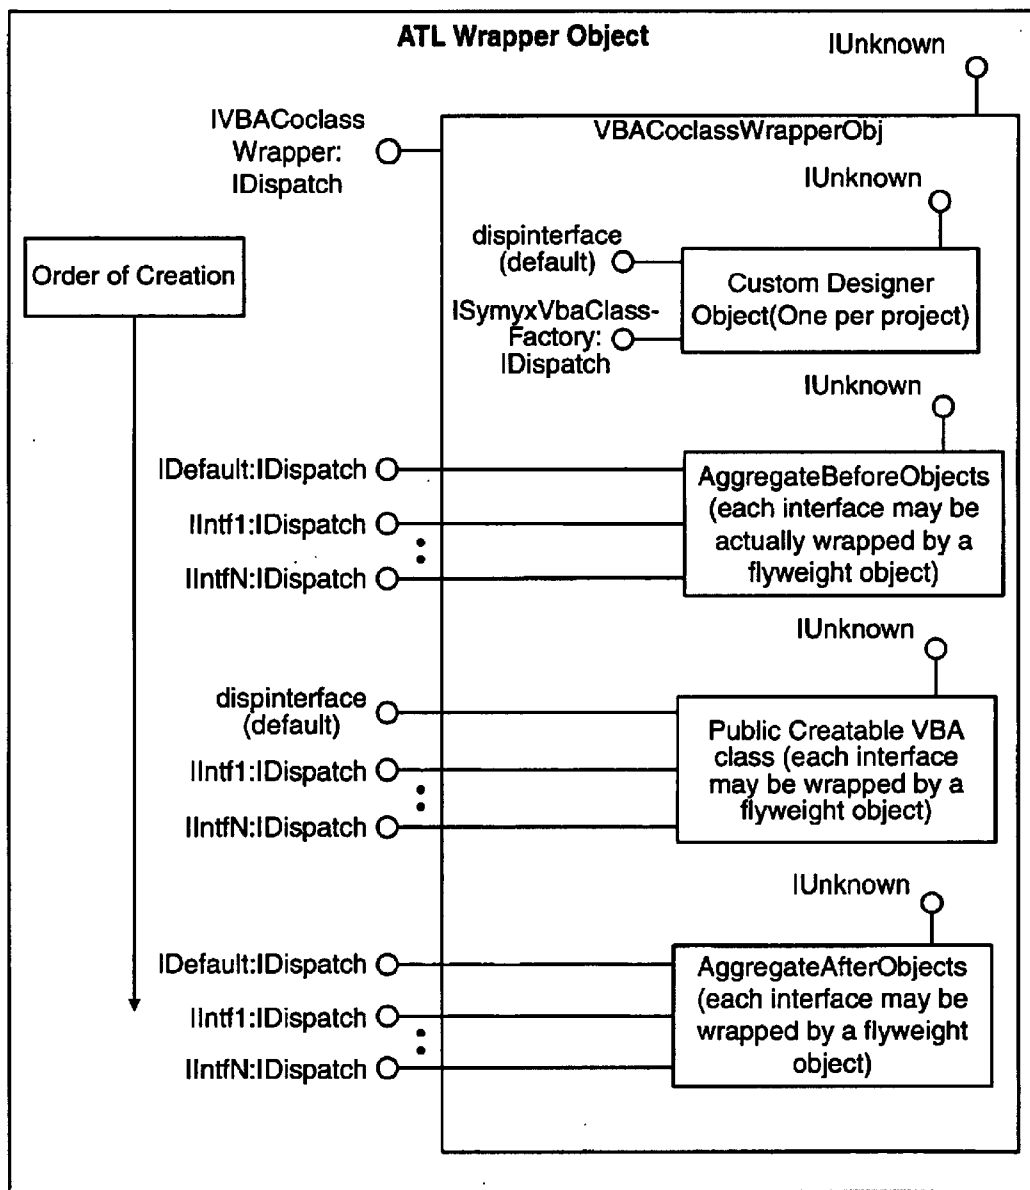 ATL Wrapper Object
IUnknown
IVBACoclass
Wrapper:
IDispatch
VBACoclassWrapperObj
IUnknown
dispinterface
(default)
ISymyxVbaClass-
Factory:
IDispatch
Custom Designer
Object(One per project)
Order of Creation
IUnknown
IDefault:IDispatch
IIntf1:IDispatch
IIntfN:IDispatch
AggregateBeforeObjects
(each interface may be
actually wrapped by a
flyweight object)
IUnknown
dispinterface
(default)
IIntf1:IDispatch
IIntfN:IDispatch
Public Creatable VBA
class (each interface
may be wrapped by a
flyweight object)
IUnknown
IDefault:IDispatch
IIntf1:IDispatch
IIntfN:IDispatch
AggregateAfterObjects
(each interface may be
wrapped by a flyweight
object)